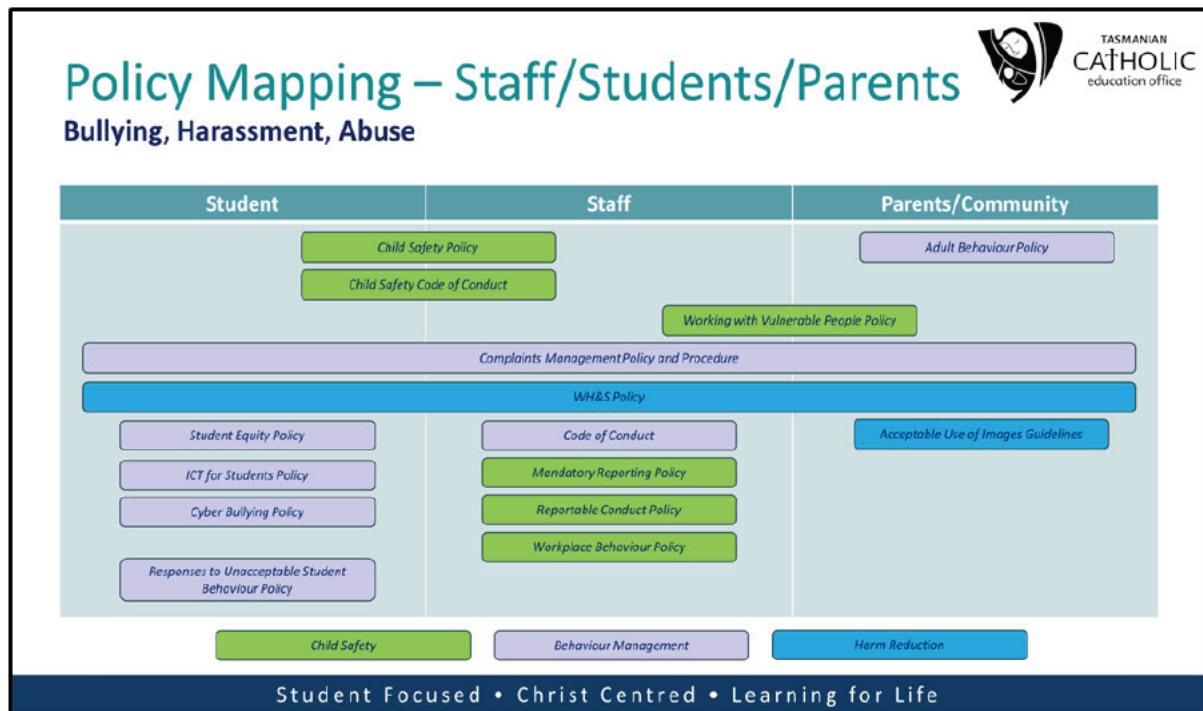 Policy Mapping – Staff/Students/Parents
Bullying, Harassment, Abuse
TASMANIAN
CATHOLIC
education office
Student
Staff
Parents/Community
Child Safety Policy
Adult Behaviour Policy
Child Safety Code of Conduct
Working with Vulnerable People Policy
Complaints Management Policy and Procedure
WH&S Policy
Student Equity Policy
Code of Conduct
Acceptable Use of Images Guidelines
ICT for Students Policy
Mandatory Reporting Policy
Cyber Bullying Policy
Reportable Conduct Policy
Workplace Behaviour Policy
Responses to Unacceptable Student
Behaviour Policy
Child Safety
Behaviour Management
Harm Reduction
Student Focused • Christ Centred • Learning for Life